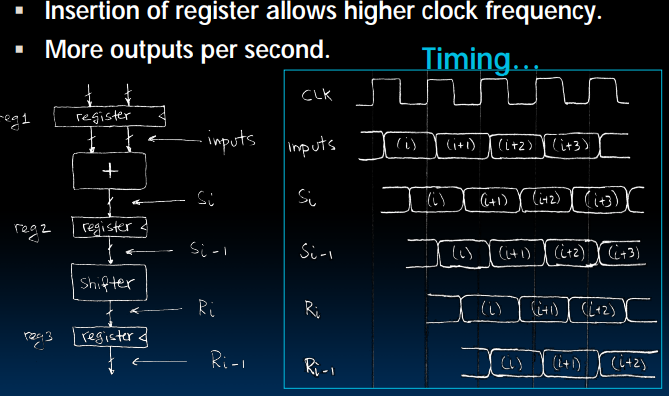 Insertion of register allows higher clock frequency.
More outputs per second.
Timing...
reg1
register
inputs
+
Si
reg2
register
Si-1
Shifter
Ri
reg3
register
Ri-1
CLK
inputs (i) (i+1) (i+2) (i+3)
Si (i) (i+1) (i+2) (i+3)
Si-1 (i) (i+1) (i+2) (i+3)
Ri (i) (i+1) (i+2)
Ri-1 (i) (i+1) (i+2)